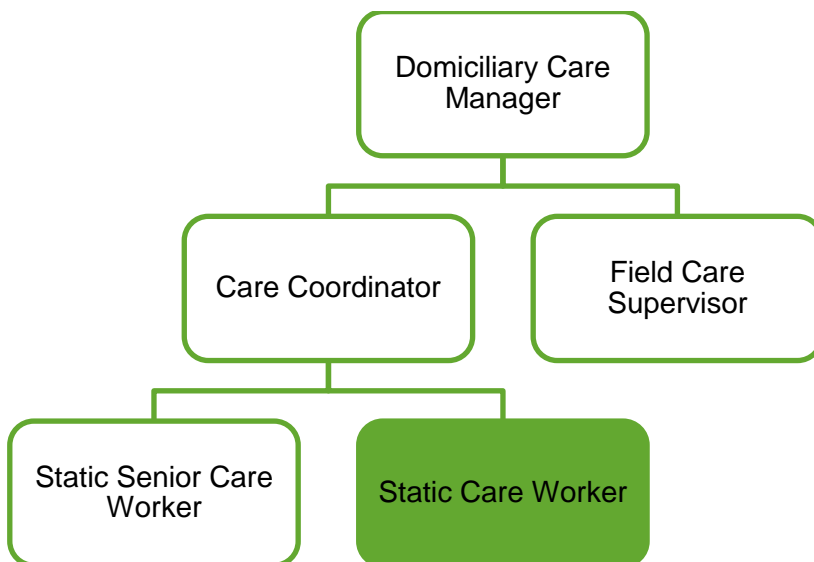 Domiciliary Care
Manager
Care Coordinator
Field Care
Supervisor
Static Senior Care
Worker
Static Care Worker